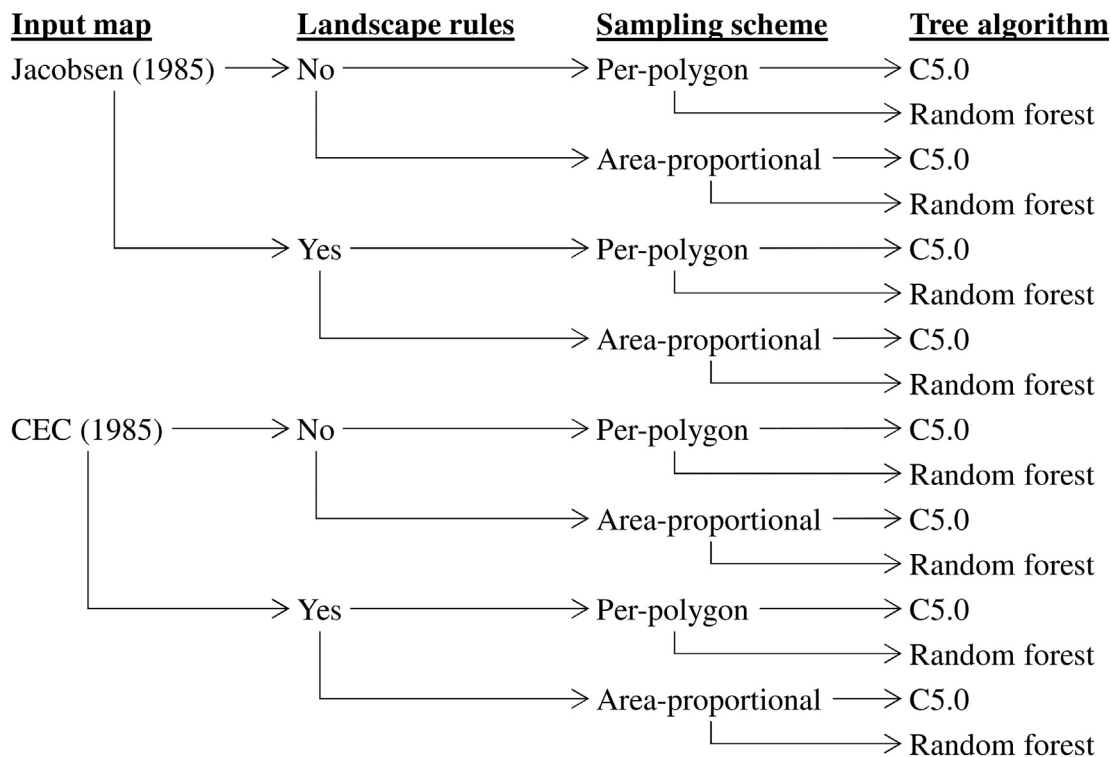 Input map Landscape rules Sampling scheme Tree algorithm
Jacobsen (1985) No Per-polygon C5.0
Random forest
Area-proportional C5.0
Random forest
Yes Per-polygon C5.0
Random forest
Area-proportional C5.0
Random forest
CEC (1985) No Per-polygon C5.0
Random forest
Area-proportional C5.0
Random forest
Yes Per-polygon C5.0
Random forest
Area-proportional C5.0
Random forest